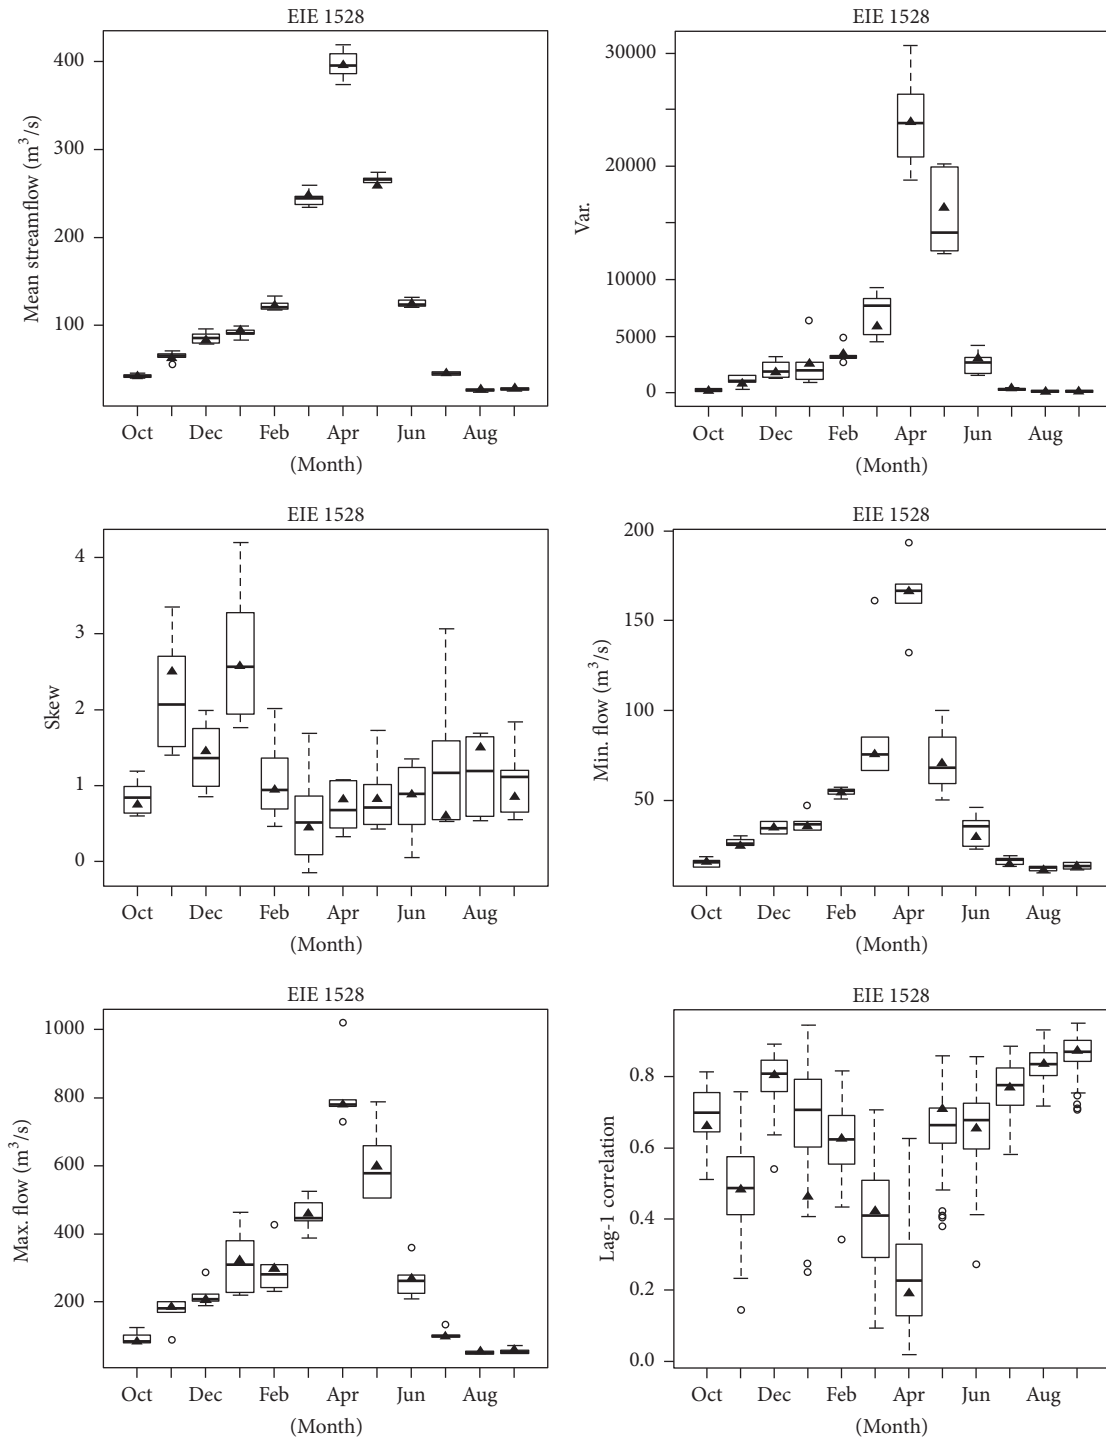 EIE 1528
Mean streamflow (m³/s)
400
300
200
100
Oct Dec Feb Apr Jun Aug
(Month)
EIE 1528
Var.
30000
20000
10000
5000
0
Oct Dec Feb Apr Jun Aug
(Month)
EIE 1528
Skew
4
3
2
1
0
Oct Dec Feb Apr Jun Aug
(Month)
EIE 1528
Min. flow (m³/s)
200
150
100
50
Oct Dec Feb Apr Jun Aug
(Month)
EIE 1528
Max. flow (m³/s)
1000
800
600
400
200
Oct Dec Feb Apr Jun Aug
(Month)
EIE 1528
Lag-1 correlation
0.8
0.6
0.4
0.2
0.0
Oct Dec Feb Apr Jun Aug
(Month)